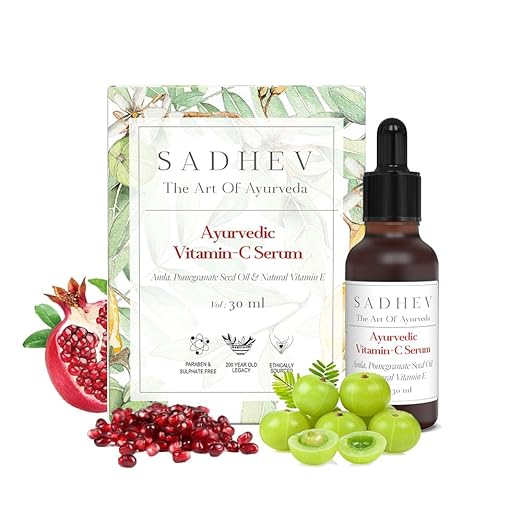 SADHEV
The Art Of Ayurveda
Ayurvedic
Vitamin-C Serum
Amla, Pomegranate Seed Oil & Natural Vitamin E
Vol : 30 ml
PARABEN &
SULPHATE FREE
200 YEAR OLD
LEGACY
ETHICALLY
SOURCED
SADHEV
The Art Of Ayurveda
Ayurvedic
Vitamin-C Serum
Amla, Pomegranate Seed Oil
Natural Vitamin E
30 ml